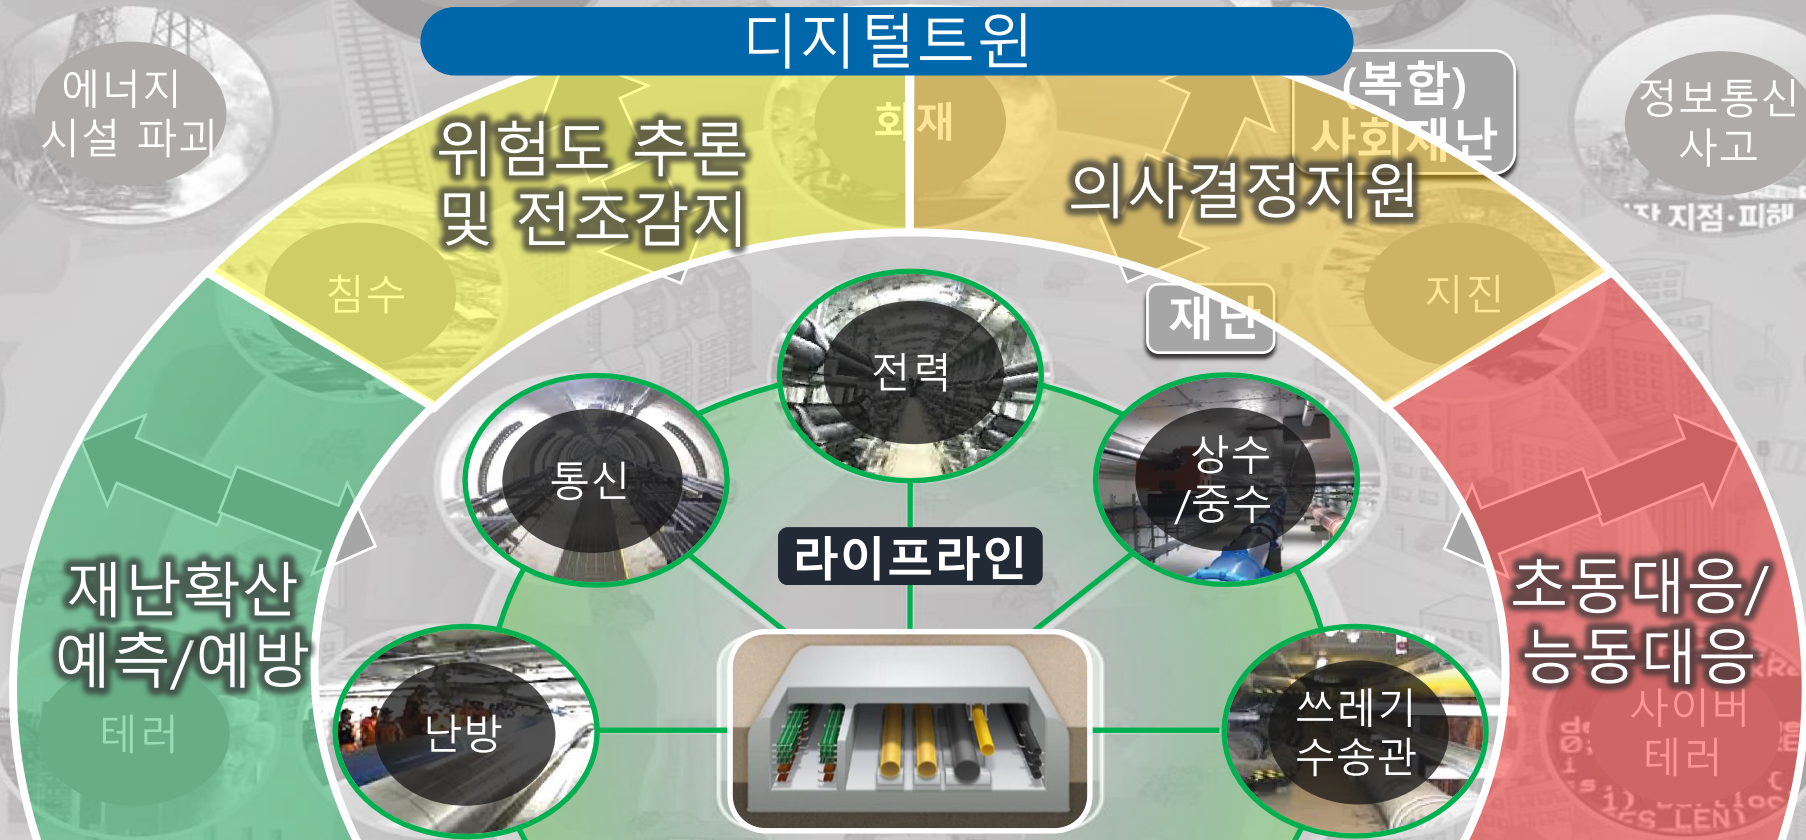 디지털트윈
에너지
시설 파괴
위험도 추론
및 전조감지
화재
(복합)
사회재난
의사결정지원
정보통신
사고
지점·피해
침수
지진
재난
전력
통신
상수
/중수
라이프라인
재난확산
예측/예방
초동대응/
능동대응
테러
난방
쓰레기
수송관
사이버
테러